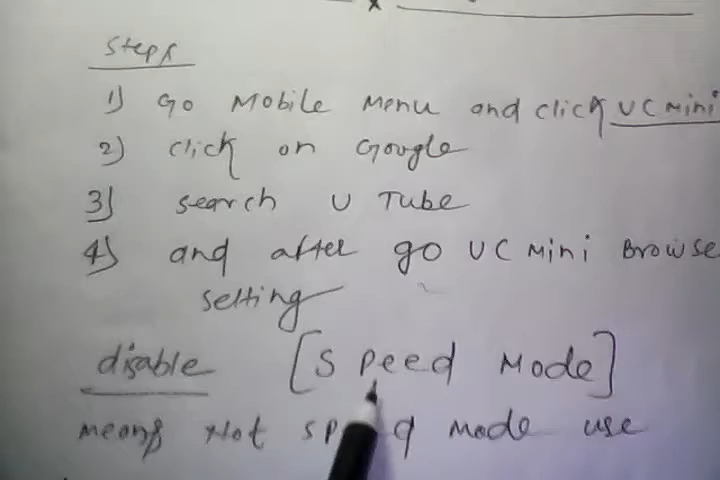 Steps
1) Go Mobile Menu and click UC Mini
2) click on Google
3) search U Tube
4) and after go UC Mini Browse
setting
disable [Speed Mode]
means Not mode use